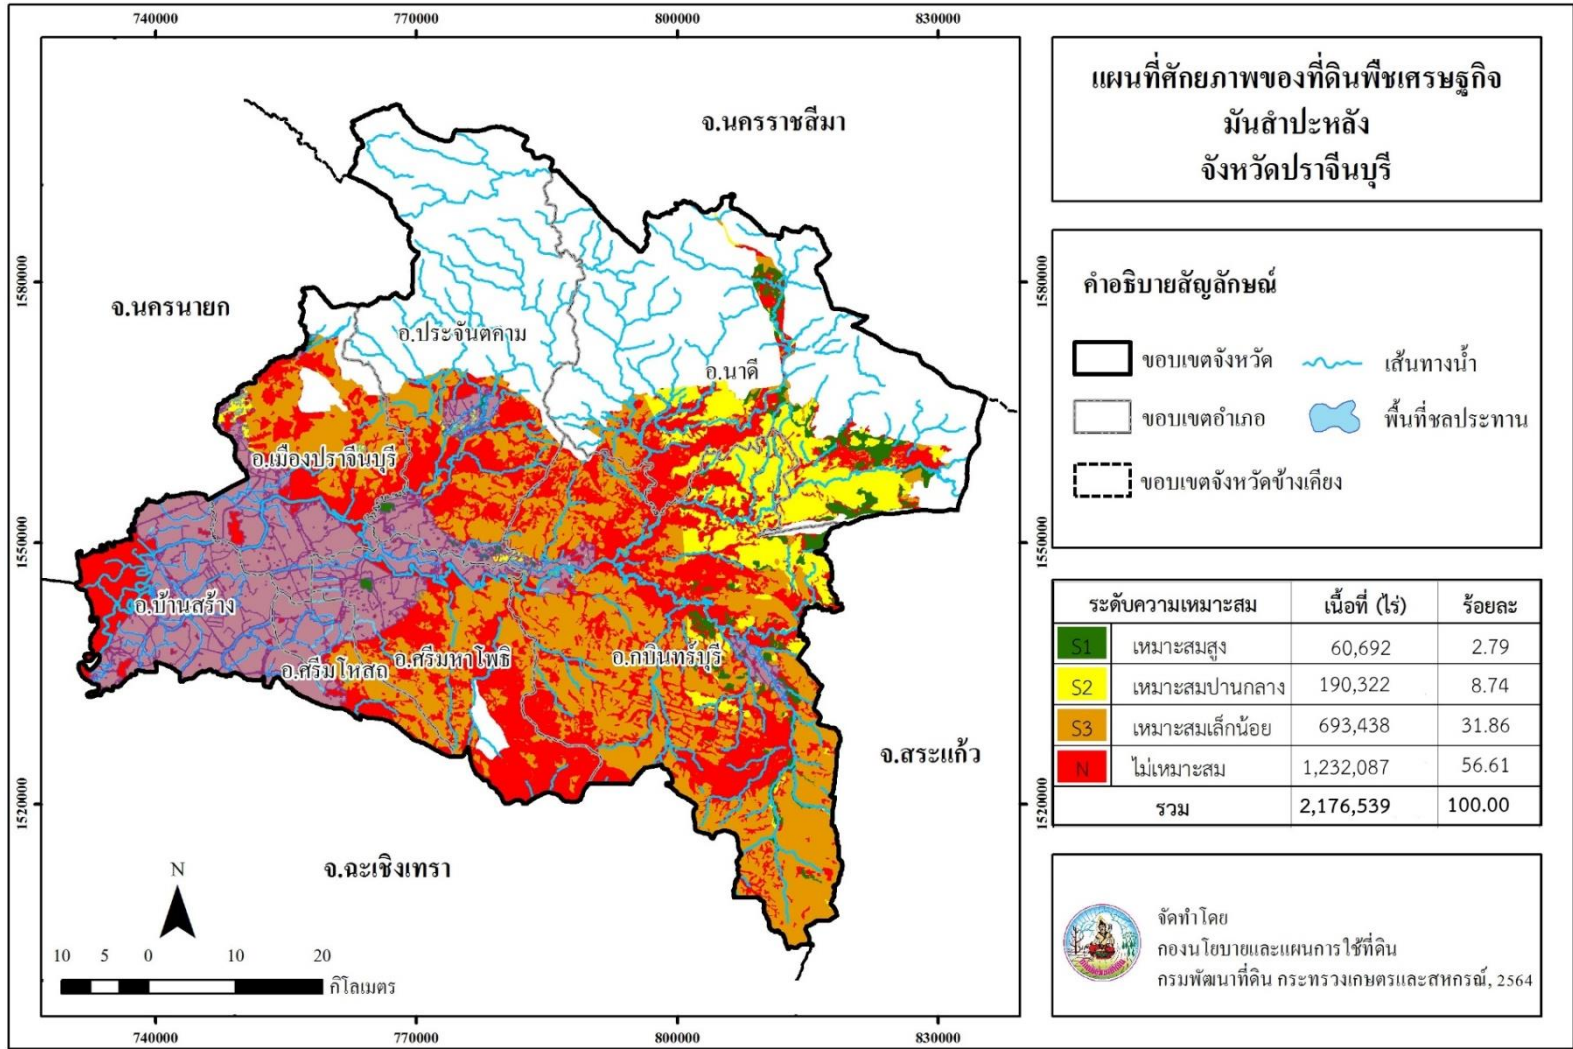 740000 770000 800000 830000
แผนที่ศักยภาพของที่ดินพืชเศรษฐกิจ
มันสำปะหลัง
จังหวัดปราจีนบุรี
จ.นครราชสีมา
จ.นครนายก
1580000 1580000
อ.ประจันตคาม
อ.นาดี
อ.เมืองปราจีนบุรี
1550000 1550000
อ.บ้านสร้าง
อ.ศรีมโหสถ
อ.ศรีมหาโพธิ
อ.กบินทร์บุรี
จ.สระแก้ว
1520000 1520000
จ.ฉะเชิงเทรา
N
10 5 0 10 20
กิโลเมตร
740000 770000 800000 830000
คำอธิบายสัญลักษณ์
ขอบเขตจังหวัด เส้นทางน้ำ
ขอบเขตอำเภอ พื้นที่ชลประทาน
ขอบเขตจังหวัดข้างเคียง
ระดับความเหมาะสม เนื้อที่ (ไร่) ร้อยละ
S1 เหมาะสมสูง 60,692 2.79
S2 เหมาะสมปานกลาง 190,322 8.74
S3 เหมาะสมเล็กน้อย 693,438 31.86
N ไม่เหมาะสม 1,232,087 56.61
รวม 2,176,539 100.00
จัดทำโดย
กองนโยบายและแผนการใช้ที่ดิน
กรมพัฒนาที่ดิน กระทรวงเกษตรและสหกรณ์, 2564